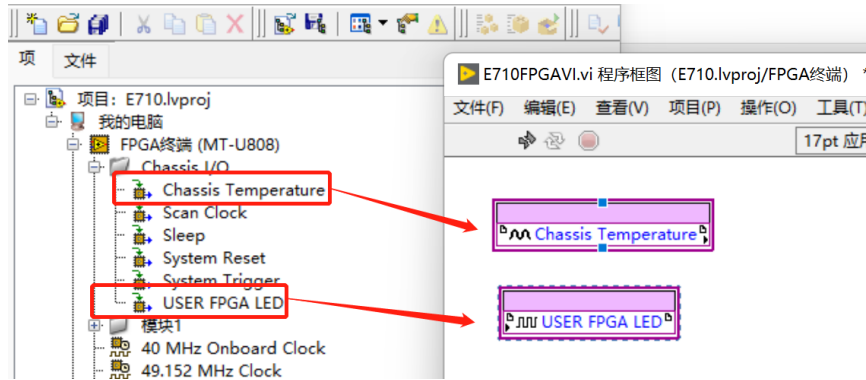 项 文件
项目：E710.lvproj
我的电脑
FPGA终端 (MT-U808)
Chassis I/O
Chassis Temperature
Scan Clock
Sleep
System Reset
System Trigger
USER FPGA LED
模块1
40 MHz Onboard Clock
49.152 MHz Clock
E710FPGAVI.vi 程序框图（E710.lvproj/FPGA终端） *
文件(F) 编辑(E) 查看(V) 项目(P) 操作(O) 工具(T)
17pt 应用
Chassis Temperature
USER FPGA LED